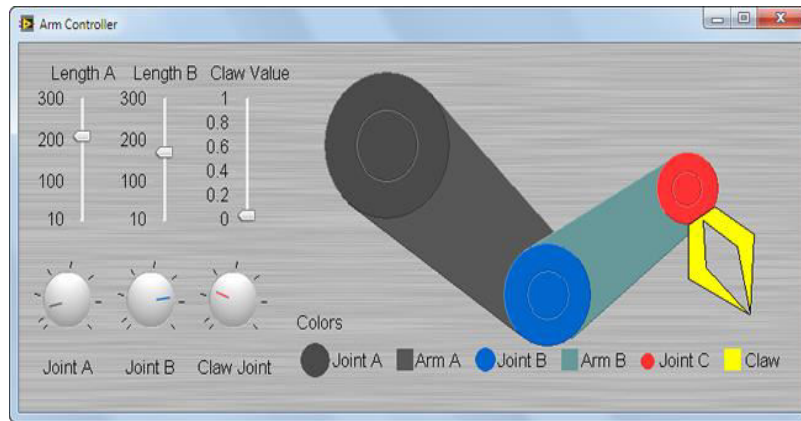 Arm Controller
Length A Length B Claw Value
300 300 1
0.8
200 200 0.6
0.4
100 100 0.2
10 10 0
Colors
Joint A Arm A Joint B Arm B Joint C Claw
Joint A Joint B Claw Joint